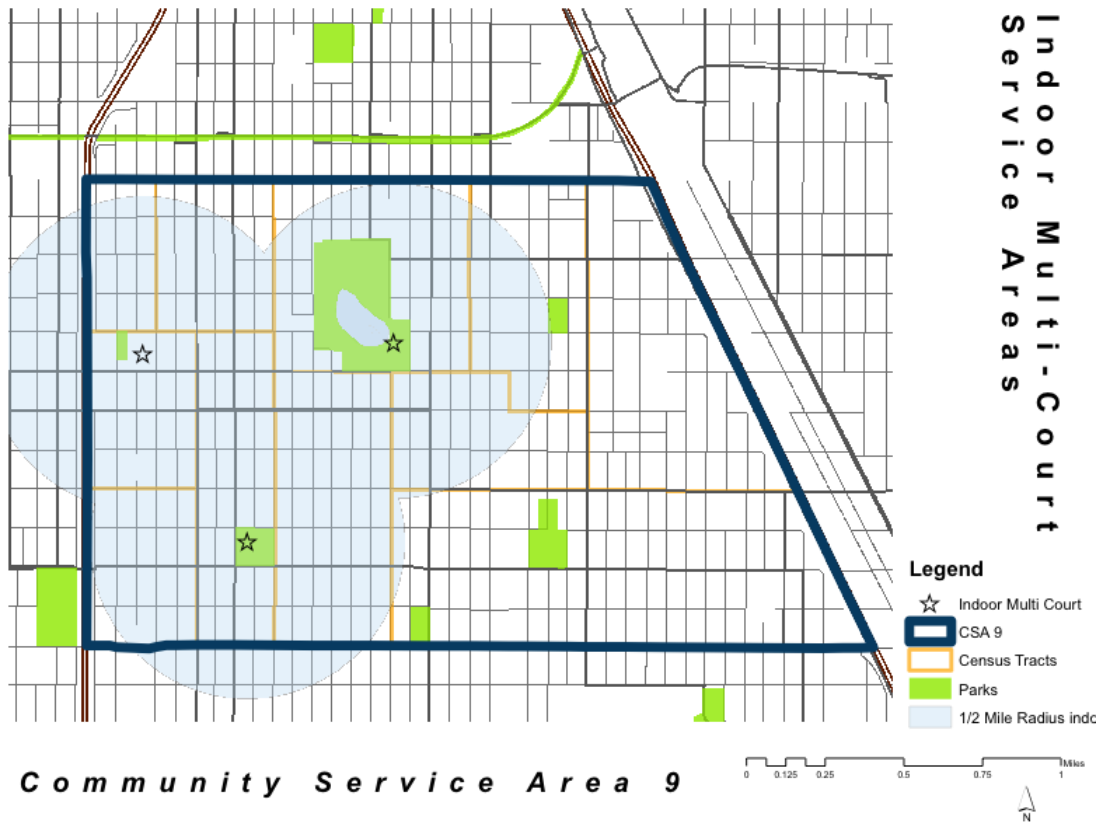 Indoor Multi-Court
Service Areas
Legend
Indoor Multi Court
CSA 9
Census Tracts
Parks
1/2 Mile Radius indo
Community Service Area 9
Miles
0 0.125 0.25 0.5 0.75 1
N